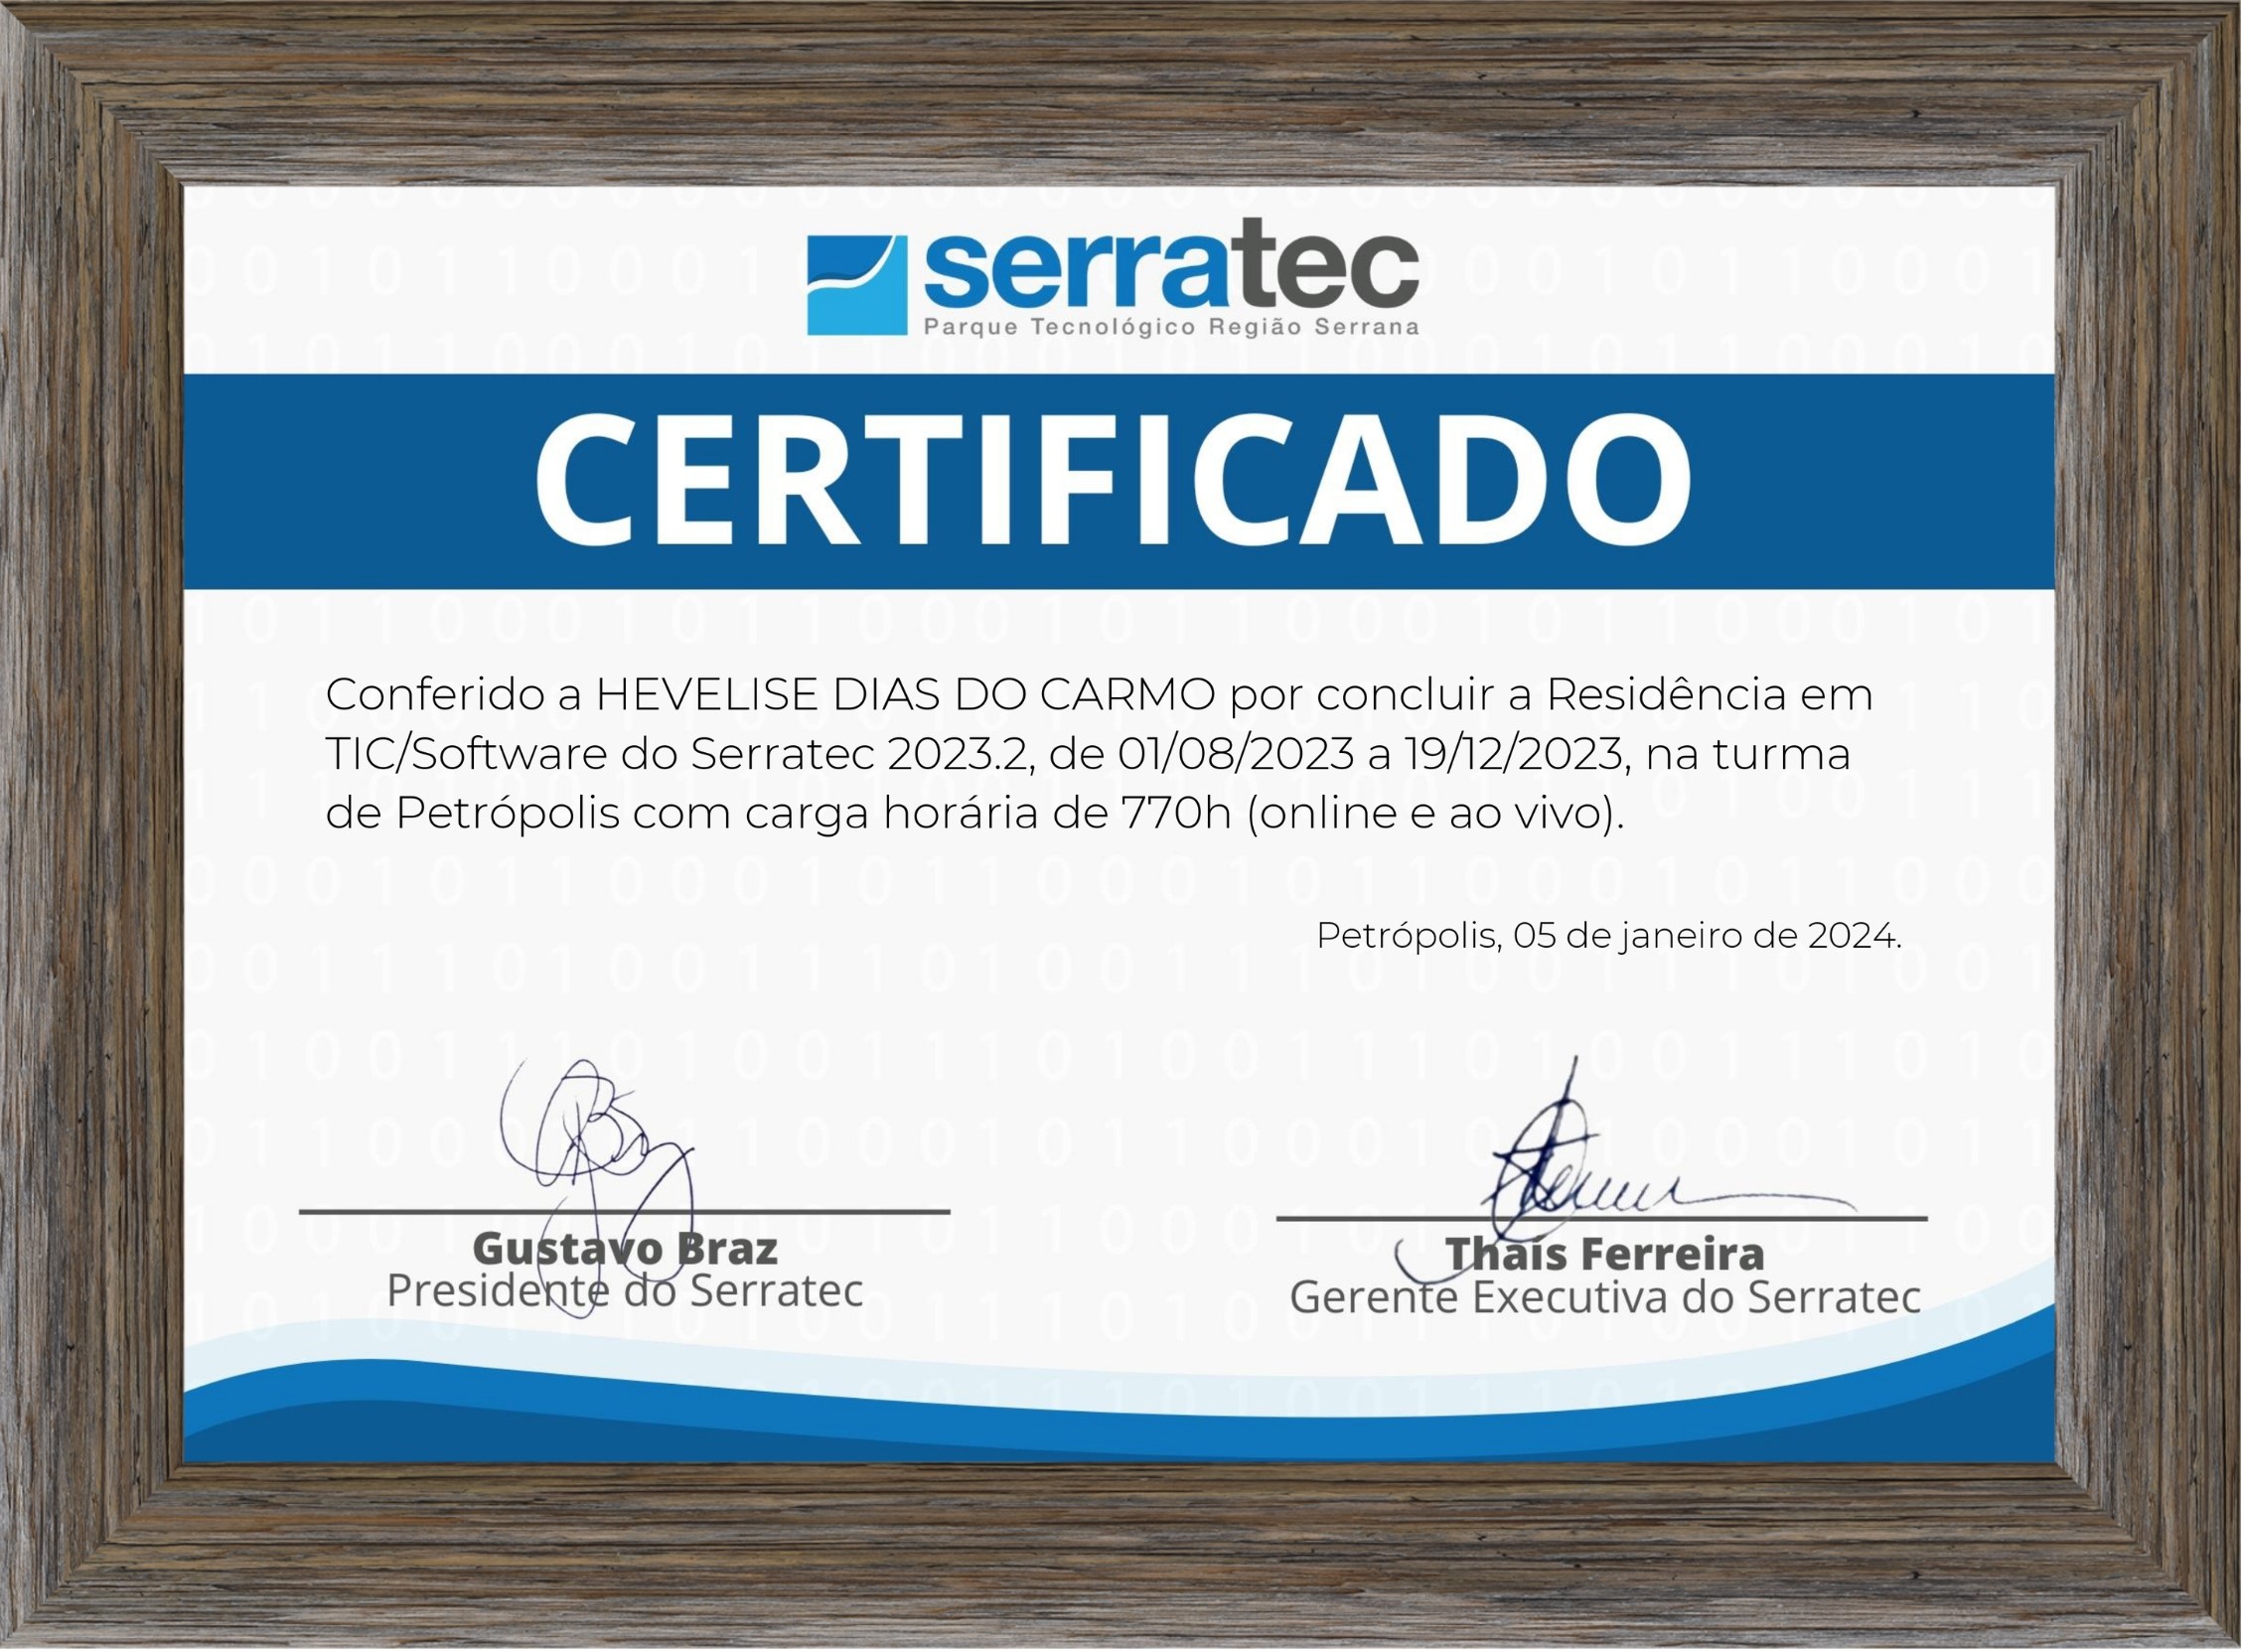 serratec
Parque Tecnológico Região Serrana
CERTIFICADO
Conferido a HEVELISE DIAS DO CARMO por concluir a Residência em
TIC/Software do Serratec 2023.2, de 01/08/2023 a 19/12/2023, na turma
de Petrópolis com carga horária de 770h (online e ao vivo).
Petrópolis, 05 de janeiro de 2024.
Gustavo Braz
Presidente do Serratec
Thaís Ferreira
Gerente Executiva do Serratec